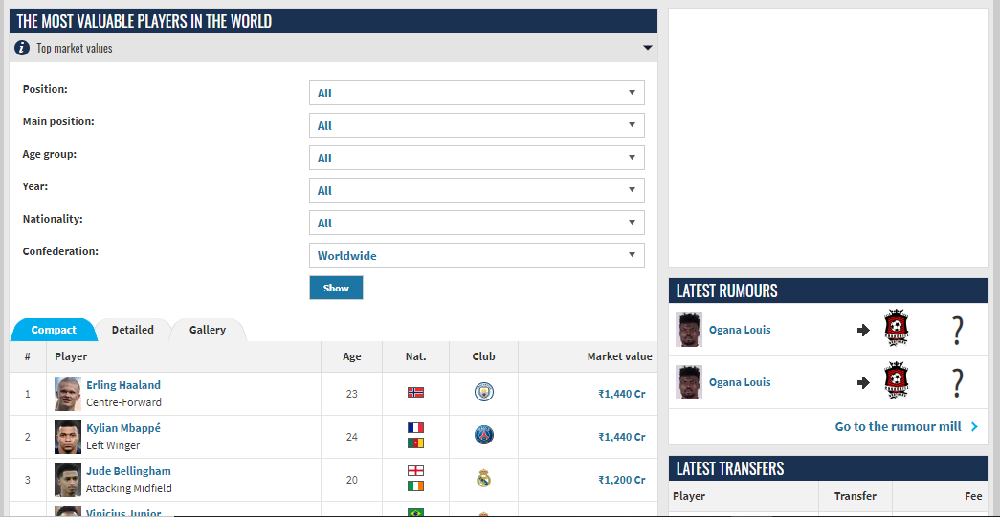 THE MOST VALUABLE PLAYERS IN THE WORLD
Top market values
Position:
All
Main position:
All
Age group:
All
Year:
All
Nationality:
All
Confederation:
Worldwide
Show
Compact Detailed Gallery
# Player Age Nat. Club Market value
1 Erling Haaland 23 ₹1,440 Cr
Centre-Forward
2 Kylian Mbappé 24 ₹1,440 Cr
Left Winger
3 Jude Bellingham 20 ₹1,200 Cr
Attacking Midfield
Vinicius Junior
LATEST RUMOURS
Ogana Louis ?
Ogana Louis ?
Go to the rumour mill
LATEST TRANSFERS
Player Transfer Fee